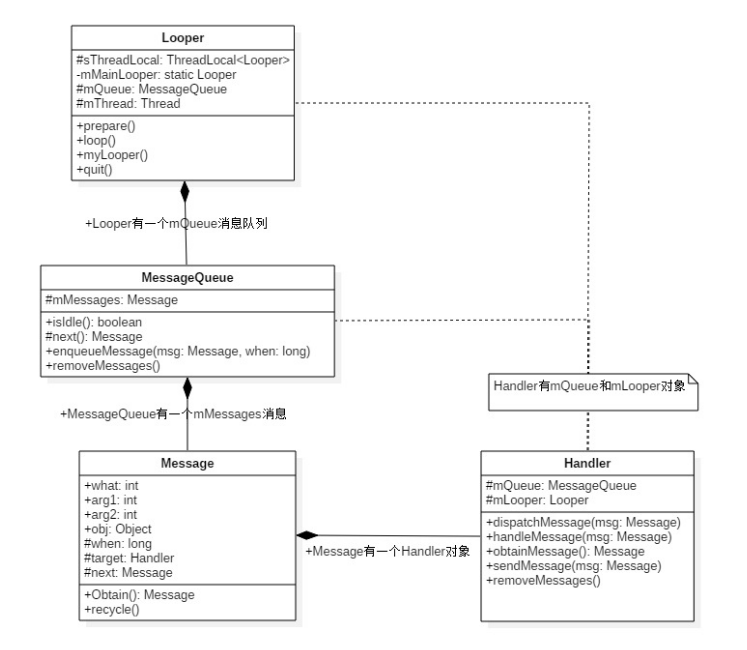 Looper
#sThreadLocal: ThreadLocal<Looper>
-mMainLooper: static Looper
#mQueue: MessageQueue
#mThread: Thread
+prepare()
+loop()
+myLooper()
+quit()
+Looper有一个mQueue消息队列
MessageQueue
#mMessages: Message
+isIdle(): boolean
#next(): Message
+enqueueMessage(msg: Message, when: long)
+removeMessages()
Handler有mQueue和mLooper对象
+MessageQueue有一个mMessages消息
Message
+what: int
+arg1: int
+arg2: int
+obj: Object
#when: long
#target: Handler
#next: Message
+Obtain(): Message
+recycle()
+Message有一个Handler对象
Handler
#mQueue: MessageQueue
#mLooper: Looper
+dispatchMessage(msg: Message)
+handleMessage(msg: Message)
+obtainMessage(): Message
+sendMessage(msg: Message)
+removeMessages()